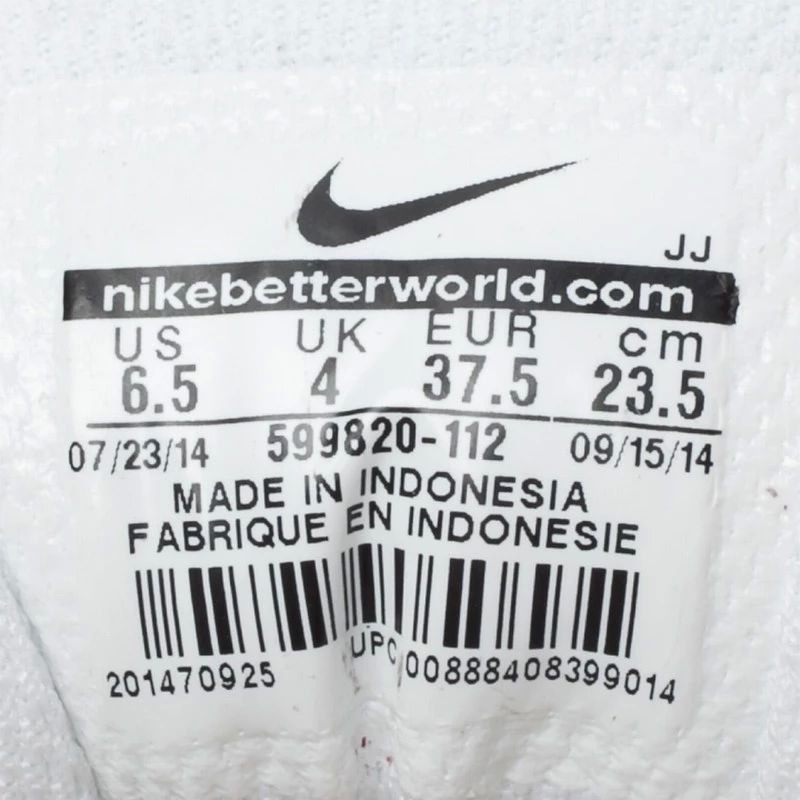 JJ
nikebetterworld.com
US UK EUR cm
6.5 4 37.5 23.5
07/23/14 599820-112 09/15/14
MADE IN INDONESIA
FABRIQUE EN INDONESIE
201470925 UPC 00888408399014